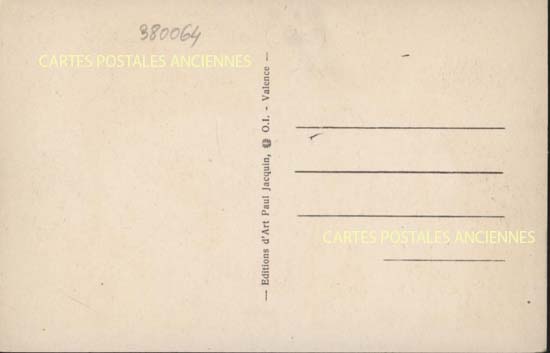 380064
CARTES POSTALES ANCIENNES
— Editions d'Art Paul Jacquin, O.I. - Valence —
CARTES POSTALES ANCIENNES